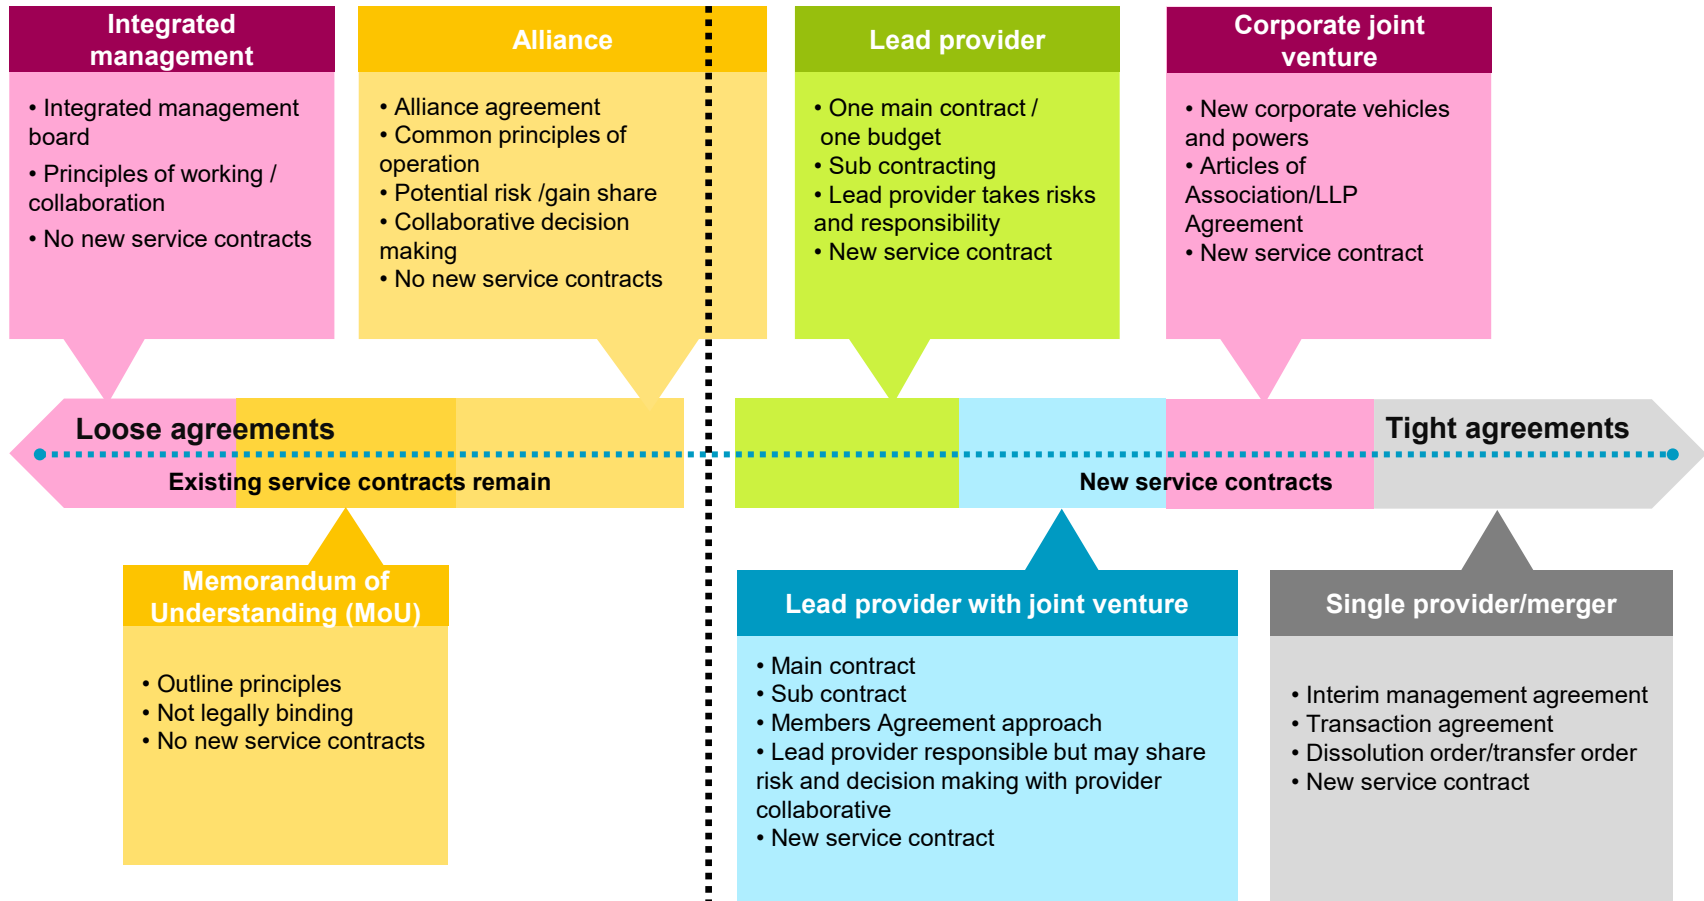 Integrated
management
• Integrated management
board
• Principles of working /
collaboration
• No new service contracts
Alliance
• Alliance agreement
• Common principles of
operation
• Potential risk /gain share
• Collaborative decision
making
• No new service contracts
Lead provider
• One main contract /
one budget
• Sub contracting
• Lead provider takes risks
and responsibility
• New service contract
Corporate joint
venture
• New corporate vehicles
and powers
• Articles of
Association/LLP
Agreement
• New service contract
Loose agreements
Existing service contracts remain
Tight agreements
New service contracts
Memorandum of
Understanding (MoU)
• Outline principles
• Not legally binding
• No new service contracts
Lead provider with joint venture
• Main contract
• Sub contract
• Members Agreement approach
• Lead provider responsible but may share
risk and decision making with provider
collaborative
• New service contract
Single provider/merger
• Interim management agreement
• Transaction agreement
• Dissolution order/transfer order
• New service contract